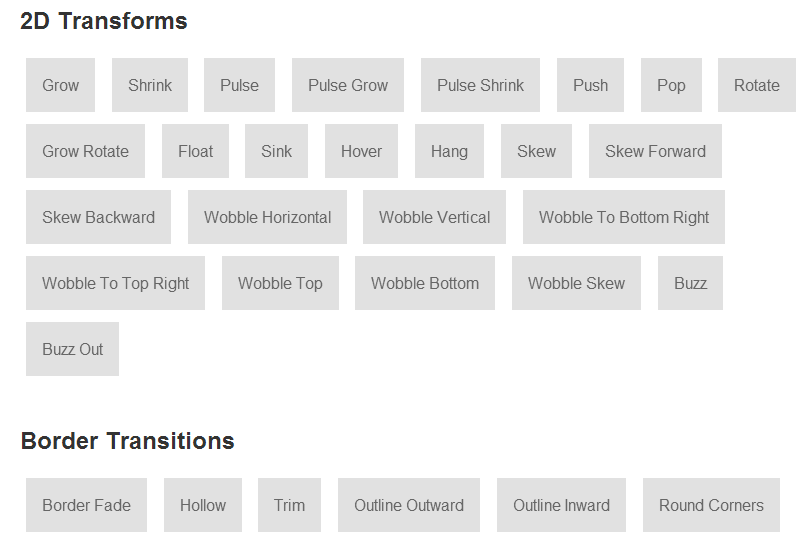 2D Transforms
Grow Shrink Pulse Pulse Grow Pulse Shrink Push Pop Rotate
Grow Rotate Float Sink Hover Hang Skew Skew Forward
Skew Backward Wobble Horizontal Wobble Vertical Wobble To Bottom Right
Wobble To Top Right Wobble Top Wobble Bottom Wobble Skew Buzz
Buzz Out
Border Transitions
Border Fade Hollow Trim Outline Outward Outline Inward Round Corners